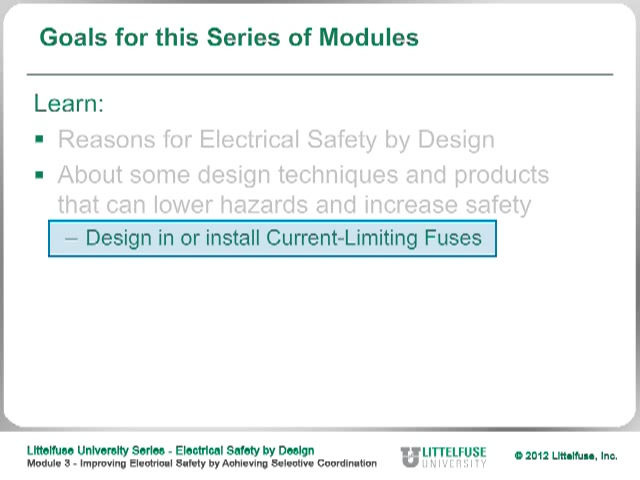 Goals for this Series of Modules
Learn:
▪ Reasons for Electrical Safety by Design
▪ About some design techniques and products
that can lower hazards and increase safety
– Design in or install Current-Limiting Fuses
Littelfuse University Series - Electrical Safety by Design
Module 3 - Improving Electrical Safety by Achieving Selective Coordination
LITTELFUSE
UNIVERSITY
© 2012 Littelfuse, Inc.